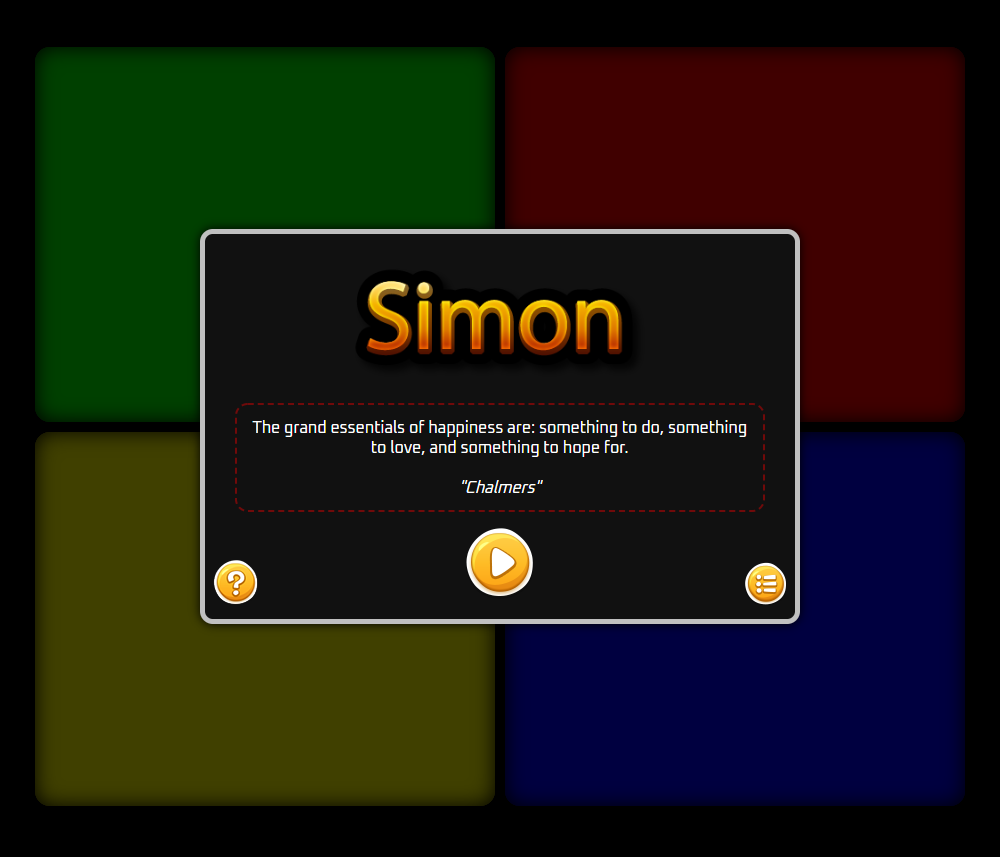 Simon
The grand essentials of happiness are: something to do, something
to love, and something to hope for.
"Chalmers"
?